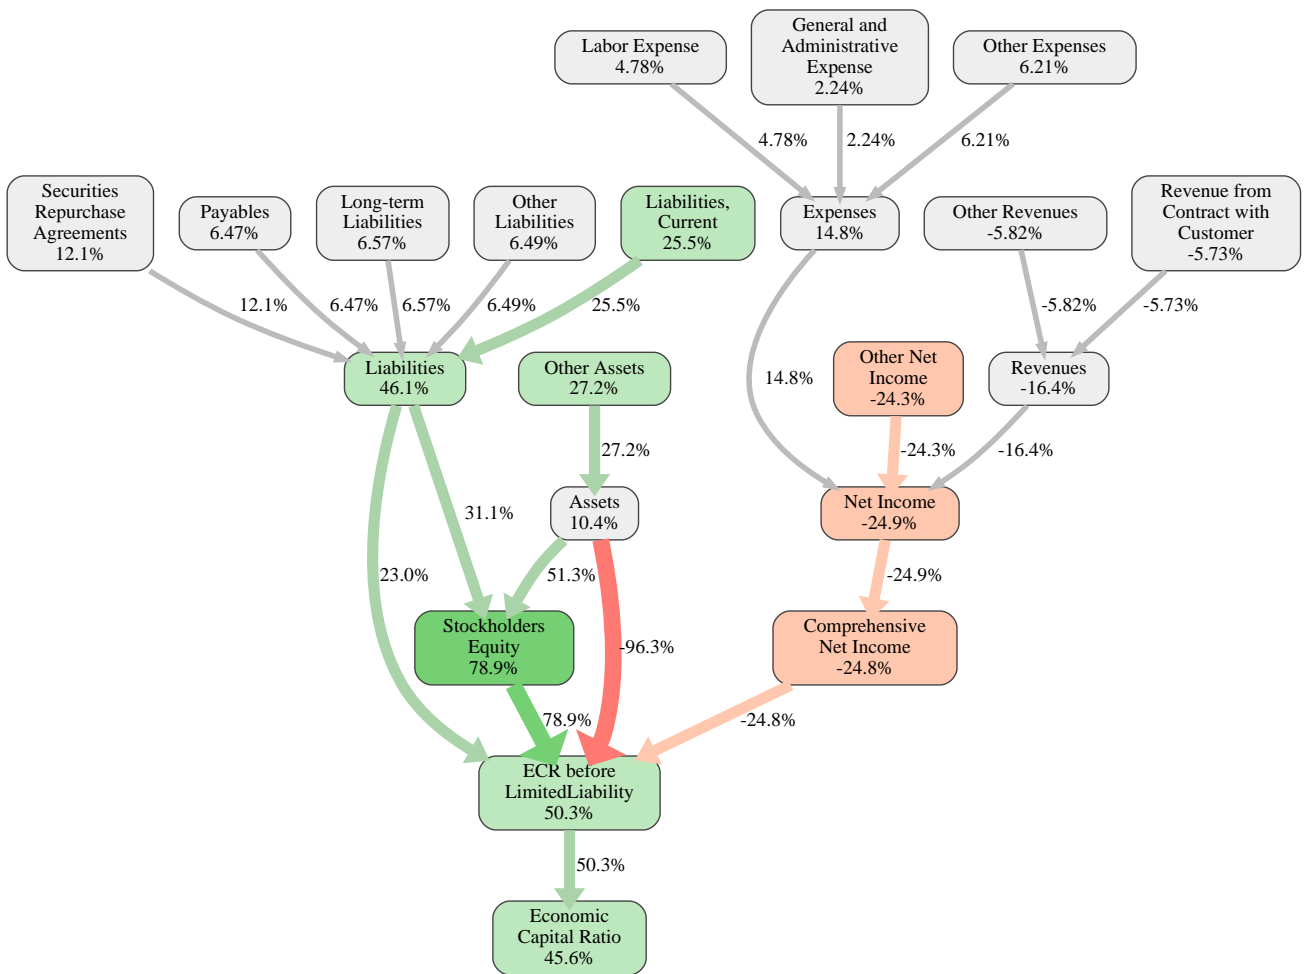 Labor Expense
4.78%
General and
Administrative
Expense
2.24%
Other Expenses
6.21%
4.78%
2.24%
6.21%
Securities
Repurchase
Agreements
12.1%
Payables
6.47%
Long-term
Liabilities
6.57%
Other
Liabilities
6.49%
Liabilities,
Current
25.5%
Expenses
14.8%
Other Revenues
-5.82%
Revenue from
Contract with
Customer
-5.73%
12.1%
6.47%
6.57%
6.49%
25.5%
-5.82%
-5.73%
Liabilities
46.1%
Other Assets
27.2%
14.8%
Other Net
Income
-24.3%
Revenues
-16.4%
27.2%
-24.3%
-16.4%
31.1%
Assets
10.4%
Net Income
-24.9%
23.0%
51.3%
-24.9%
Stockholders
Equity
78.9%
-96.3%
Comprehensive
Net Income
-24.8%
78.9%
-24.8%
ECR before
LimitedLiability
50.3%
50.3%
Economic
Capital Ratio
45.6%